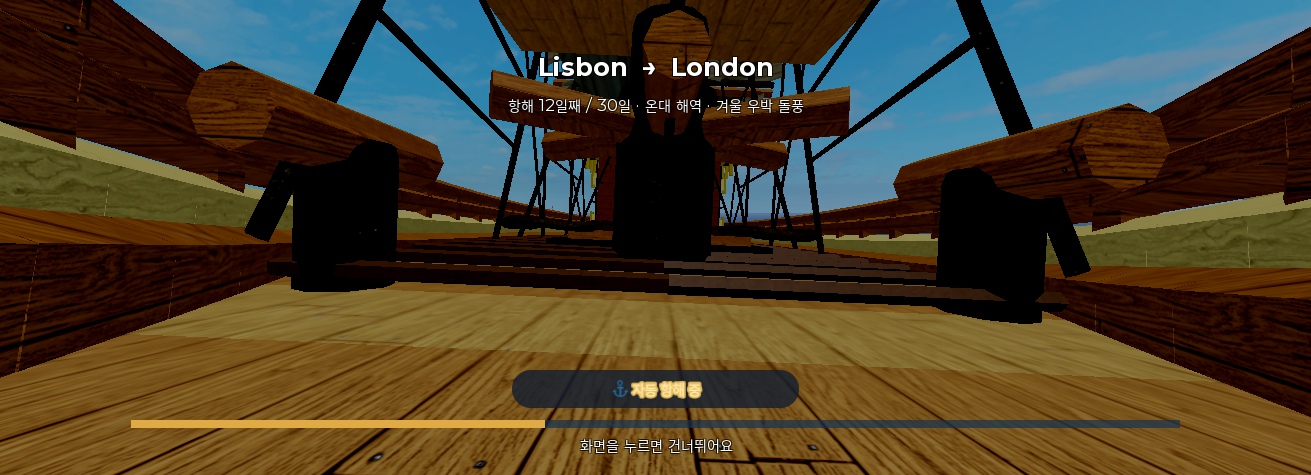 Lisbon → London
항해 12일째 / 30일 · 온대 해역 · 겨울 우박 돌풍
⚓ 자동 항해 중
화면을 누르면 건너뛰어요